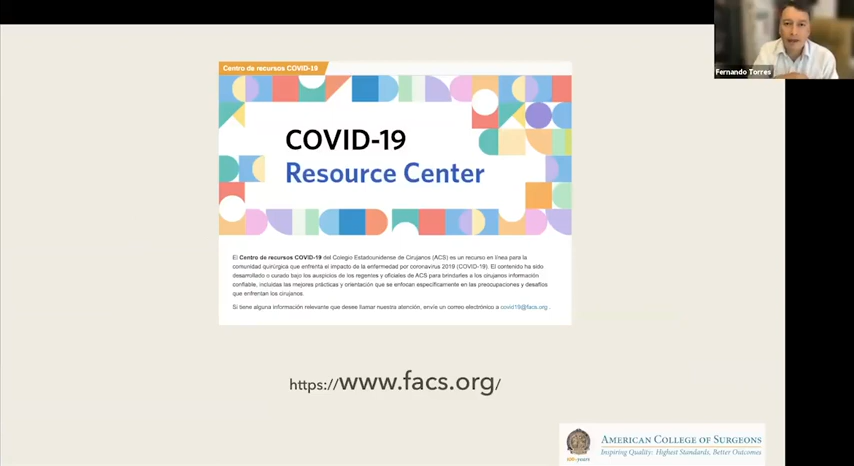 Fernando Torres
Centro de recursos COVID-19
COVID-19
Resource Center
El Centro de recursos COVID-19 del Colegio Estadounidense de Cirujanos (ACS) es un recurso en línea para la
comunidad quirúrgica que enfrenta el impacto de la enfermedad por coronavirus 2019 (COVID-19). El contenido ha sido
desarrollado o curado bajo los auspicios de los regentes y oficiales de ACS para brindarles a los cirujanos información
confiable, incluidas las mejores prácticas y orientación que se enfocan específicamente en las preocupaciones y desafíos
que enfrentan los cirujanos.
Si tiene alguna información relevante que desee llamar nuestra atención, envíe un correo electrónico a covid19@facs.org .
https://www.facs.org/
AMERICAN COLLEGE OF SURGEONS
Inspiring Quality: Highest Standards, Better Outcomes